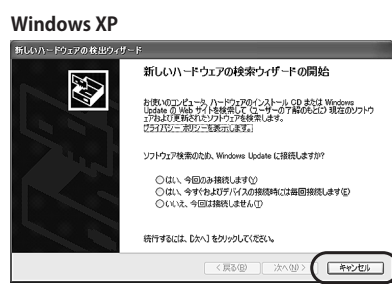 Windows XP
新しいハードウェアの検出ウィザード
新しいハードウェアの検索ウィザードの開始
お使いのコンピュータ、ハードウェアのインストール CD または Windows
Update の Web サイトを検索して (ユーザーの了解のもとに) 現在のソフトウ
ェアおよび更新されたソフトウェアを検索します。
プライバシー ポリシーを表示します。
ソフトウェア検索のため、Windows Update に接続しますか?
はい、今回のみ接続します(Y)
はい、今すぐおよびデバイスの接続時には毎回接続します(E)
いいえ、今回は接続しません(T)
続行するには、[次へ] をクリックしてください。
< 戻る(B) 次へ(N) > キャンセル